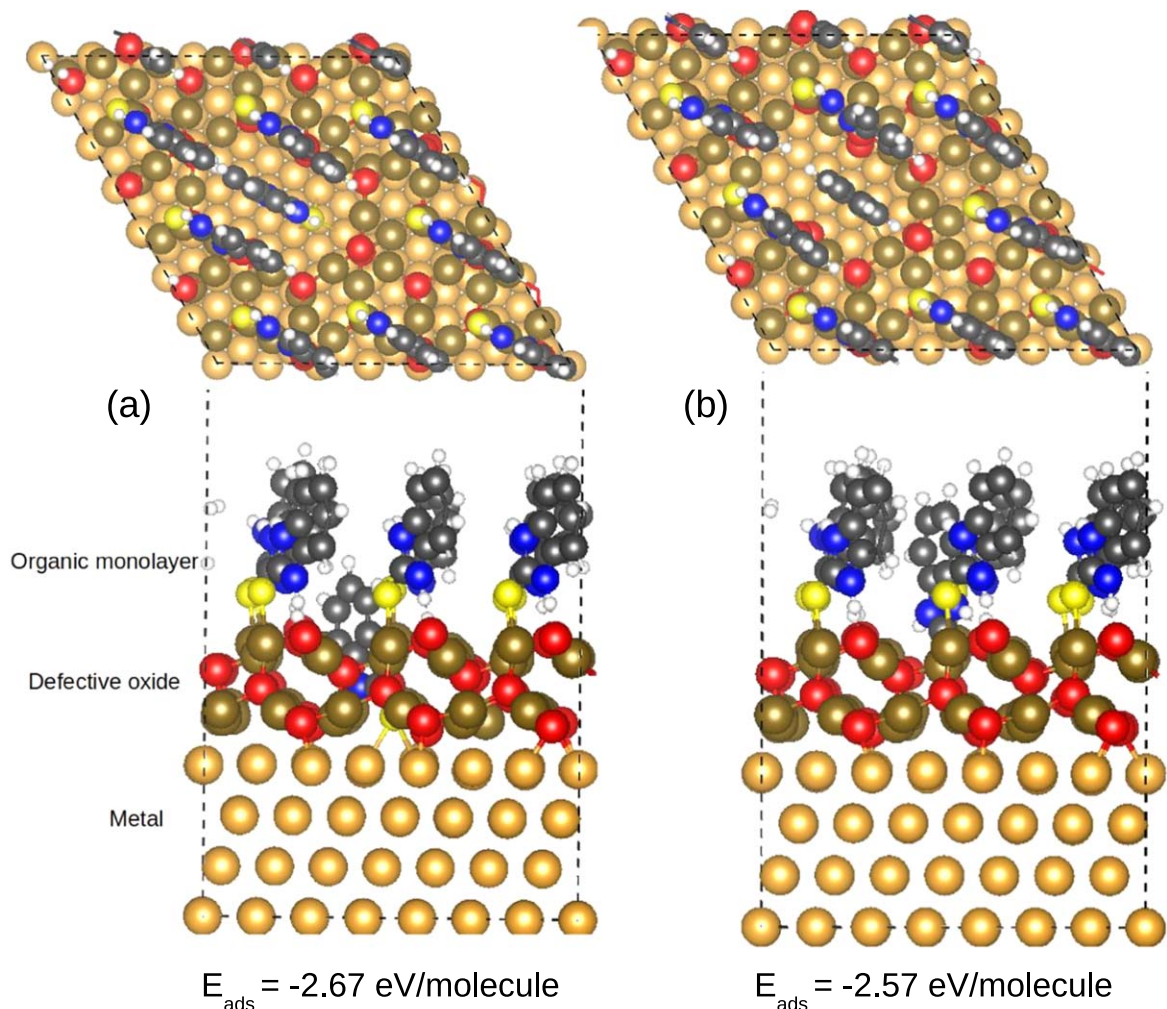 (a)
(b)
Organic monolayer
Defective oxide
Metal
E_ads = -2.67 eV/molecule
E_ads = -2.57 eV/molecule